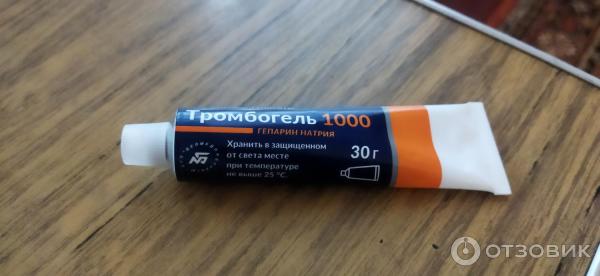 Тромбогель 1000
ГЕПАРИН НАТРИЯ
Хранить в защищенном
от света месте
при температуре
не выше 25 °C.
30 г
ОТЗОВИК